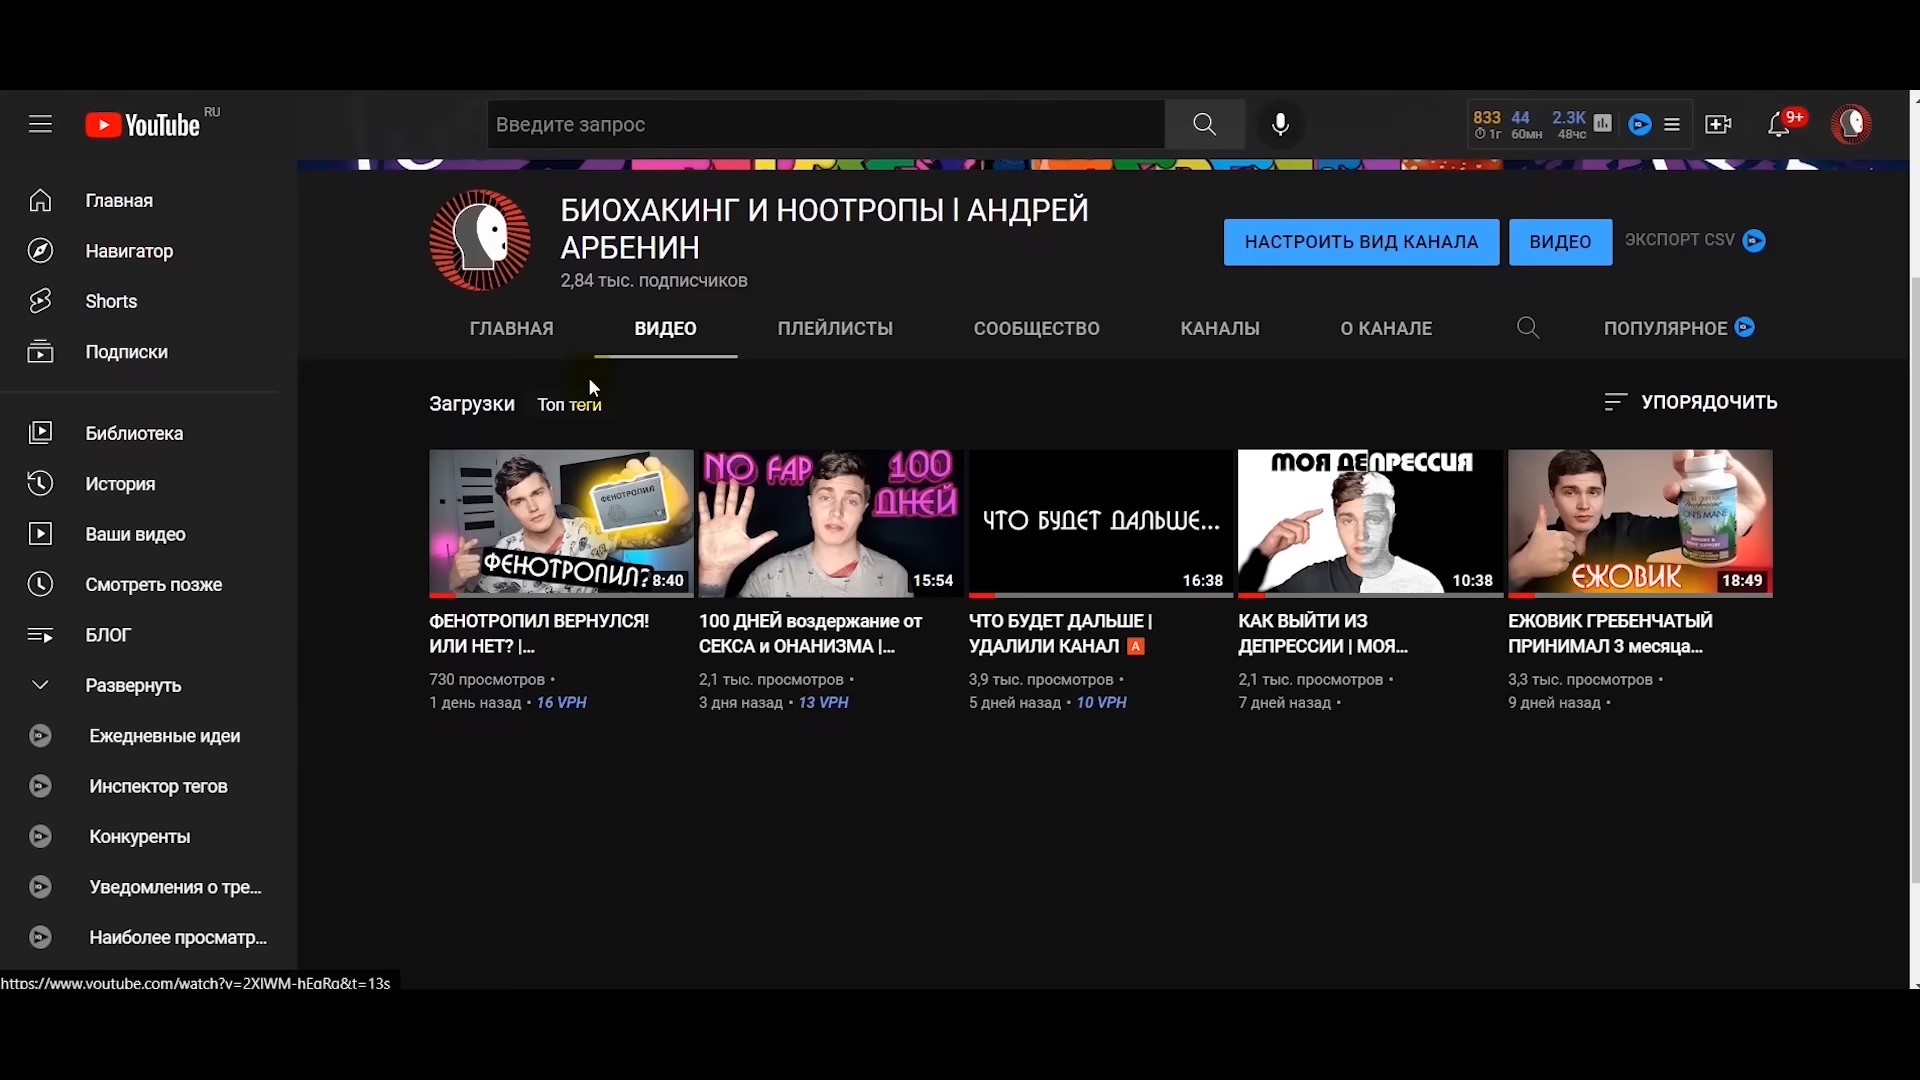 YouTube RU
Введите запрос
833 44 2.3K
1г 60мн 48чс
9+
Главная
Навигатор
Shorts
Подписки
Библиотека
История
Ваши видео
Смотреть позже
БЛОГ
Развернуть
Ежедневные идеи
Инспектор тегов
Конкуренты
Уведомления о тре...
Наиболее просматр...
БИОХАКИНГ И НООТРОПЫ l АНДРЕЙ
АРБЕНИН
2,84 тыс. подписчиков
НАСТРОИТЬ ВИД КАНАЛА
ВИДЕО
ЭКСПОРТ CSV
ГЛАВНАЯ
ВИДЕО
ПЛЕЙЛИСТЫ
СООБЩЕСТВО
КАНАЛЫ
О КАНАЛЕ
ПОПУЛЯРНОЕ
Загрузки
Топ теги
УПОРЯДОЧИТЬ
ФЕНОТРОПИЛ
ФЕНОТРОПИЛ?
8:40
ФЕНОТРОПИЛ ВЕРНУЛСЯ!
ИЛИ НЕТ? |...
730 просмотров •
1 день назад • 16 VPH
NO FAP
100
ДНЕЙ
15:54
100 ДНЕЙ воздержание от
СЕКСА и ОНАНИЗМА |...
2,1 тыс. просмотров •
3 дня назад • 13 VPH
ЧТО БУДЕТ ДАЛЬШЕ...
16:38
ЧТО БУДЕТ ДАЛЬШЕ |
УДАЛИЛИ КАНАЛ 🅰
3,9 тыс. просмотров •
5 дней назад • 10 VPH
МОЯ ДЕПРЕССИЯ
10:38
КАК ВЫЙТИ ИЗ
ДЕПРЕССИИ | МОЯ...
2,1 тыс. просмотров •
7 дней назад •
ЕЖОВИК
18:49
ЕЖОВИК ГРЕБЕНЧАТЫЙ
ПРИНИМАЛ 3 месяца...
3,3 тыс. просмотров •
9 дней назад •
https://www.youtube.com/watch?v=2XIWM-hEgRg&t=13s